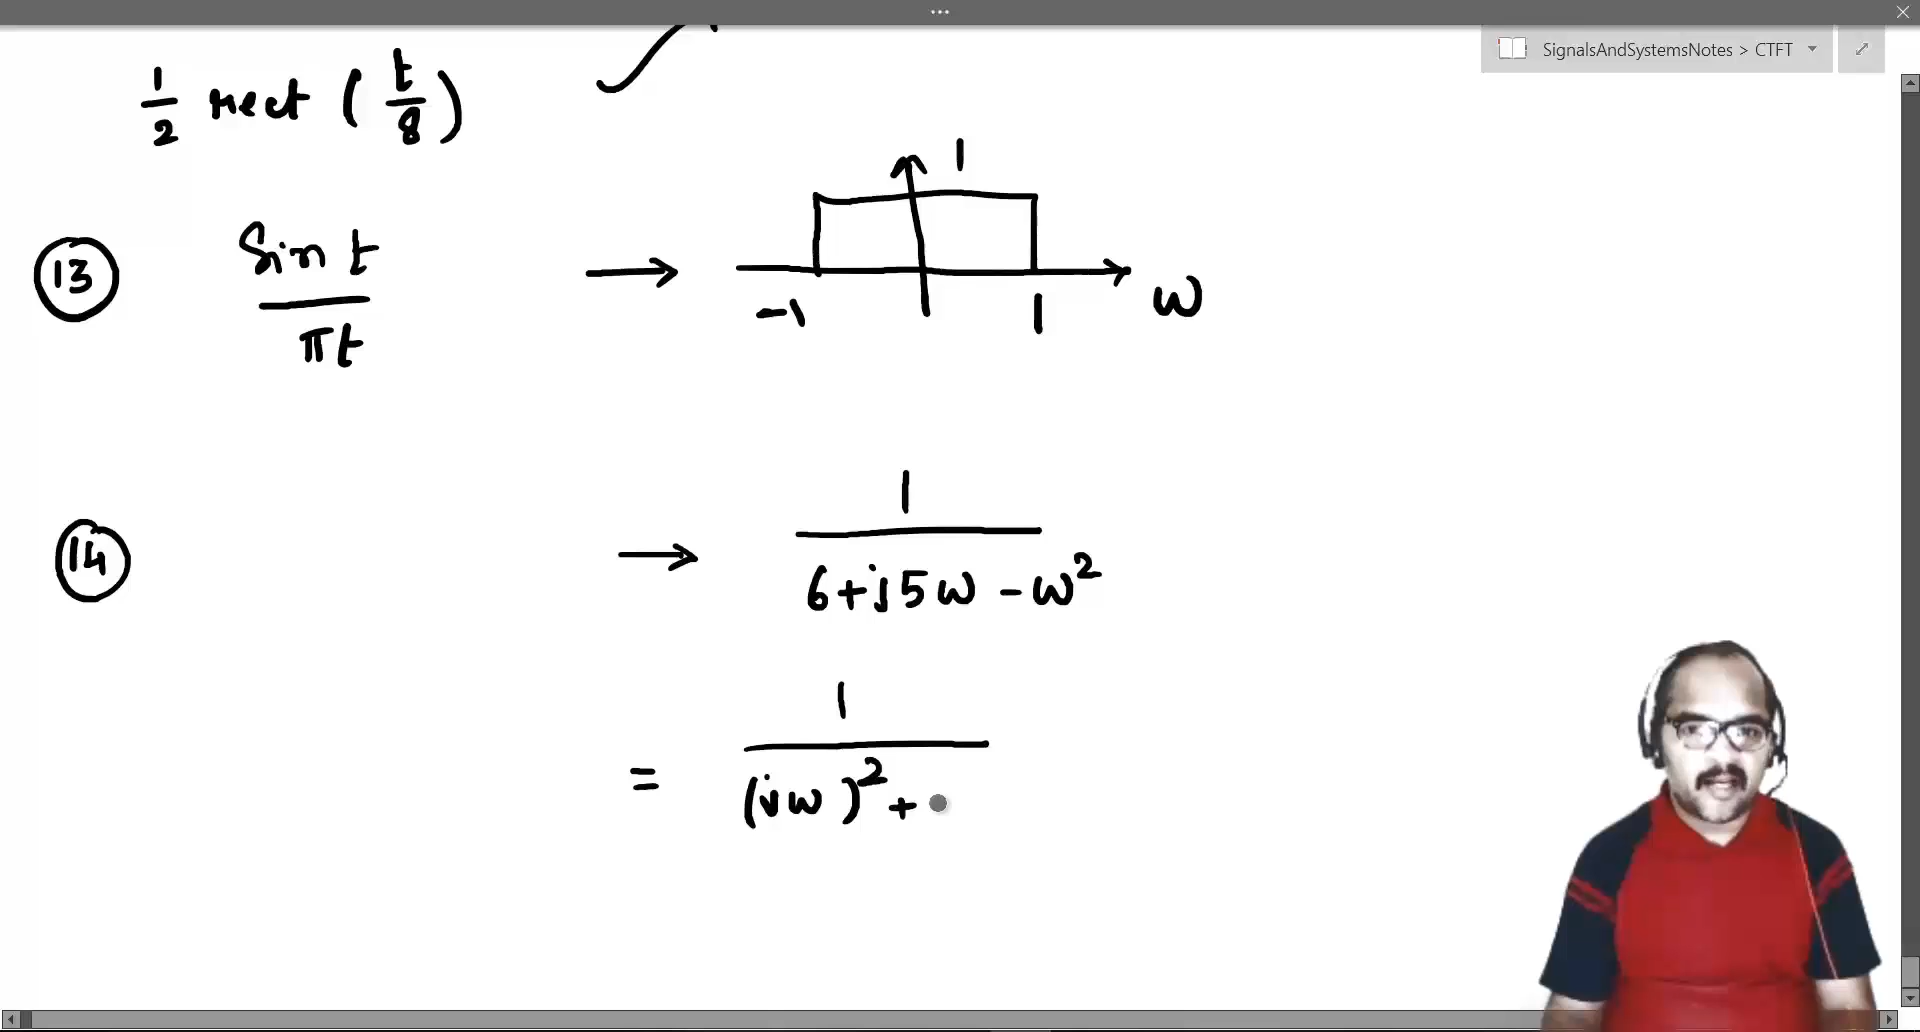 SignalsAndSystemsNotes > CTFT
1/2 rect (t/8)
13 Sin t / πt → 1
-1 1 ω
14 → 1 / 6+j5ω-ω²
= 1 / (jω)²+